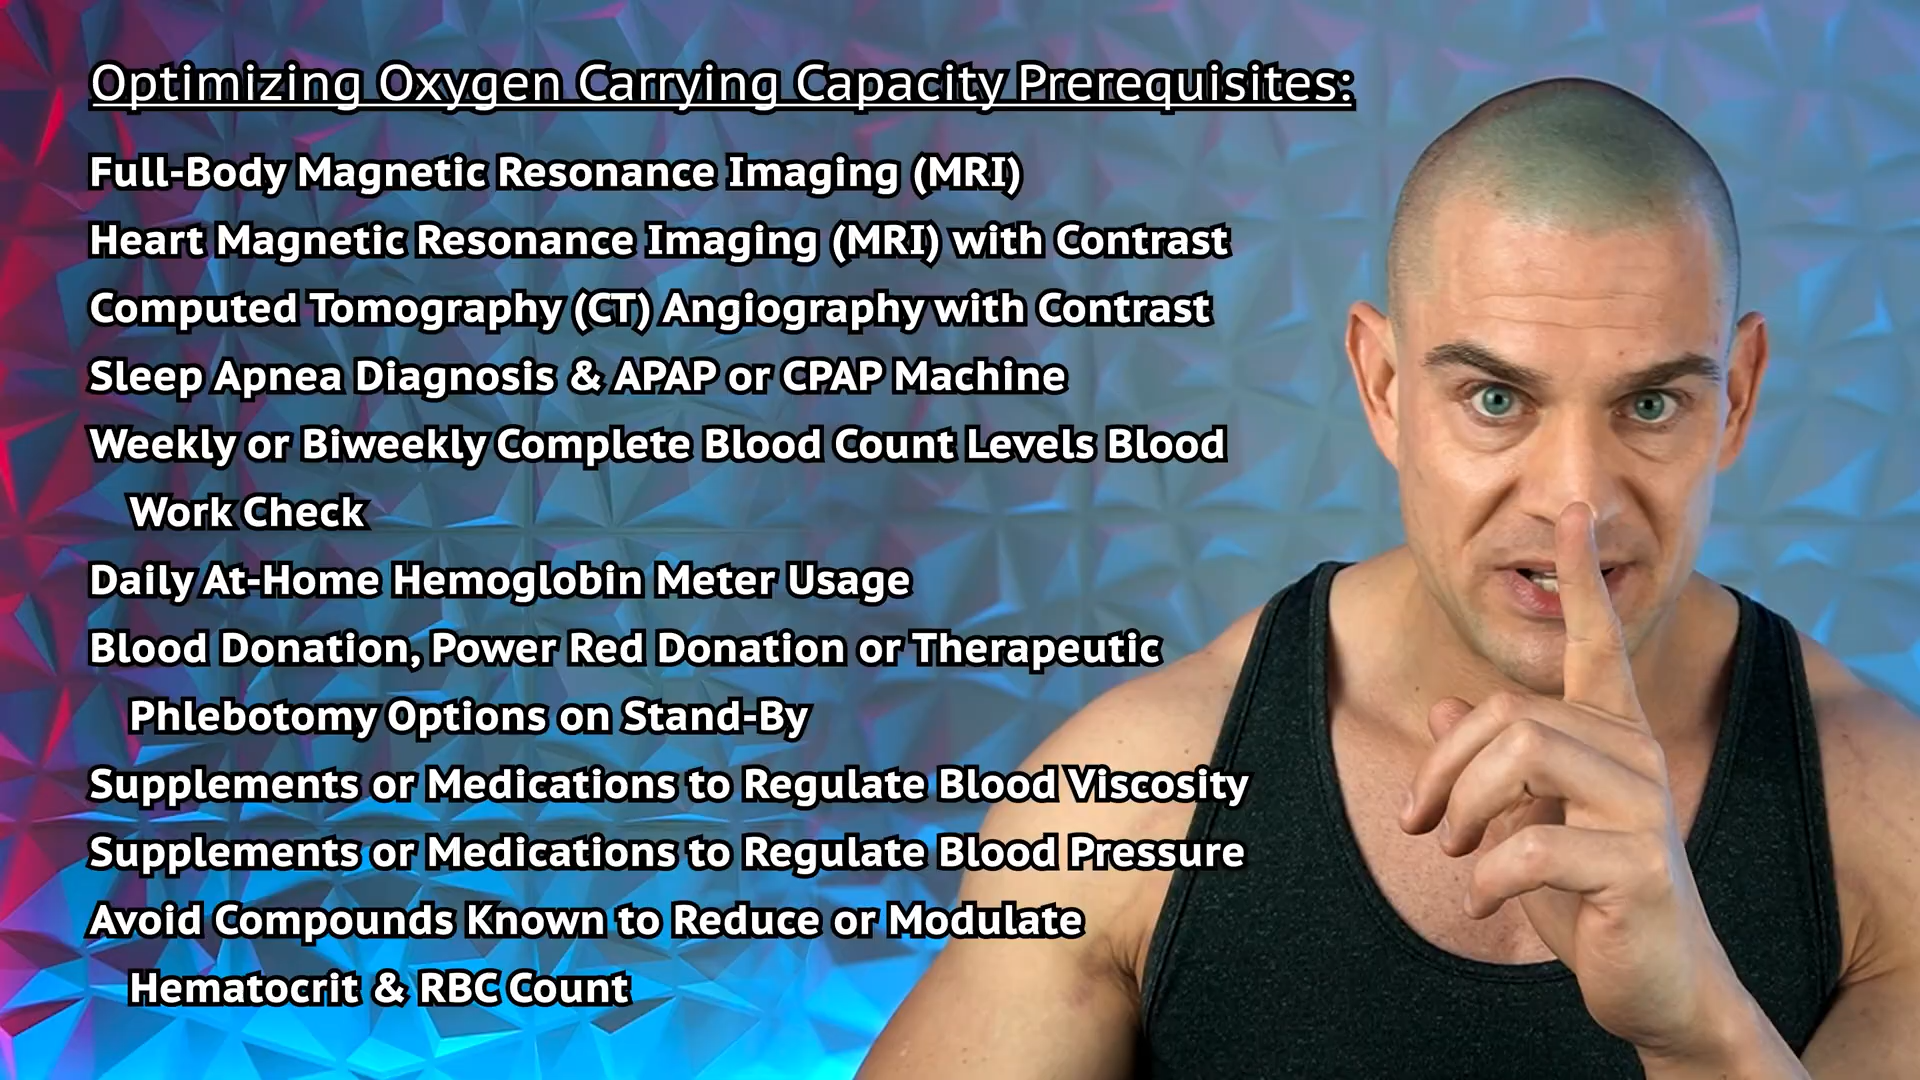 Optimizing Oxygen Carrying Capacity Prerequisites:
Full-Body Magnetic Resonance Imaging (MRI)
Heart Magnetic Resonance Imaging (MRI) with Contrast
Computed Tomography (CT) Angiography with Contrast
Sleep Apnea Diagnosis & APAP or CPAP Machine
Weekly or Biweekly Complete Blood Count Levels Blood
Work Check
Daily At-Home Hemoglobin Meter Usage
Blood Donation, Power Red Donation or Therapeutic
Phlebotomy Options on Stand-By
Supplements or Medications to Regulate Blood Viscosity
Supplements or Medications to Regulate Blood Pressure
Avoid Compounds Known to Reduce or Modulate
Hematocrit & RBC Count